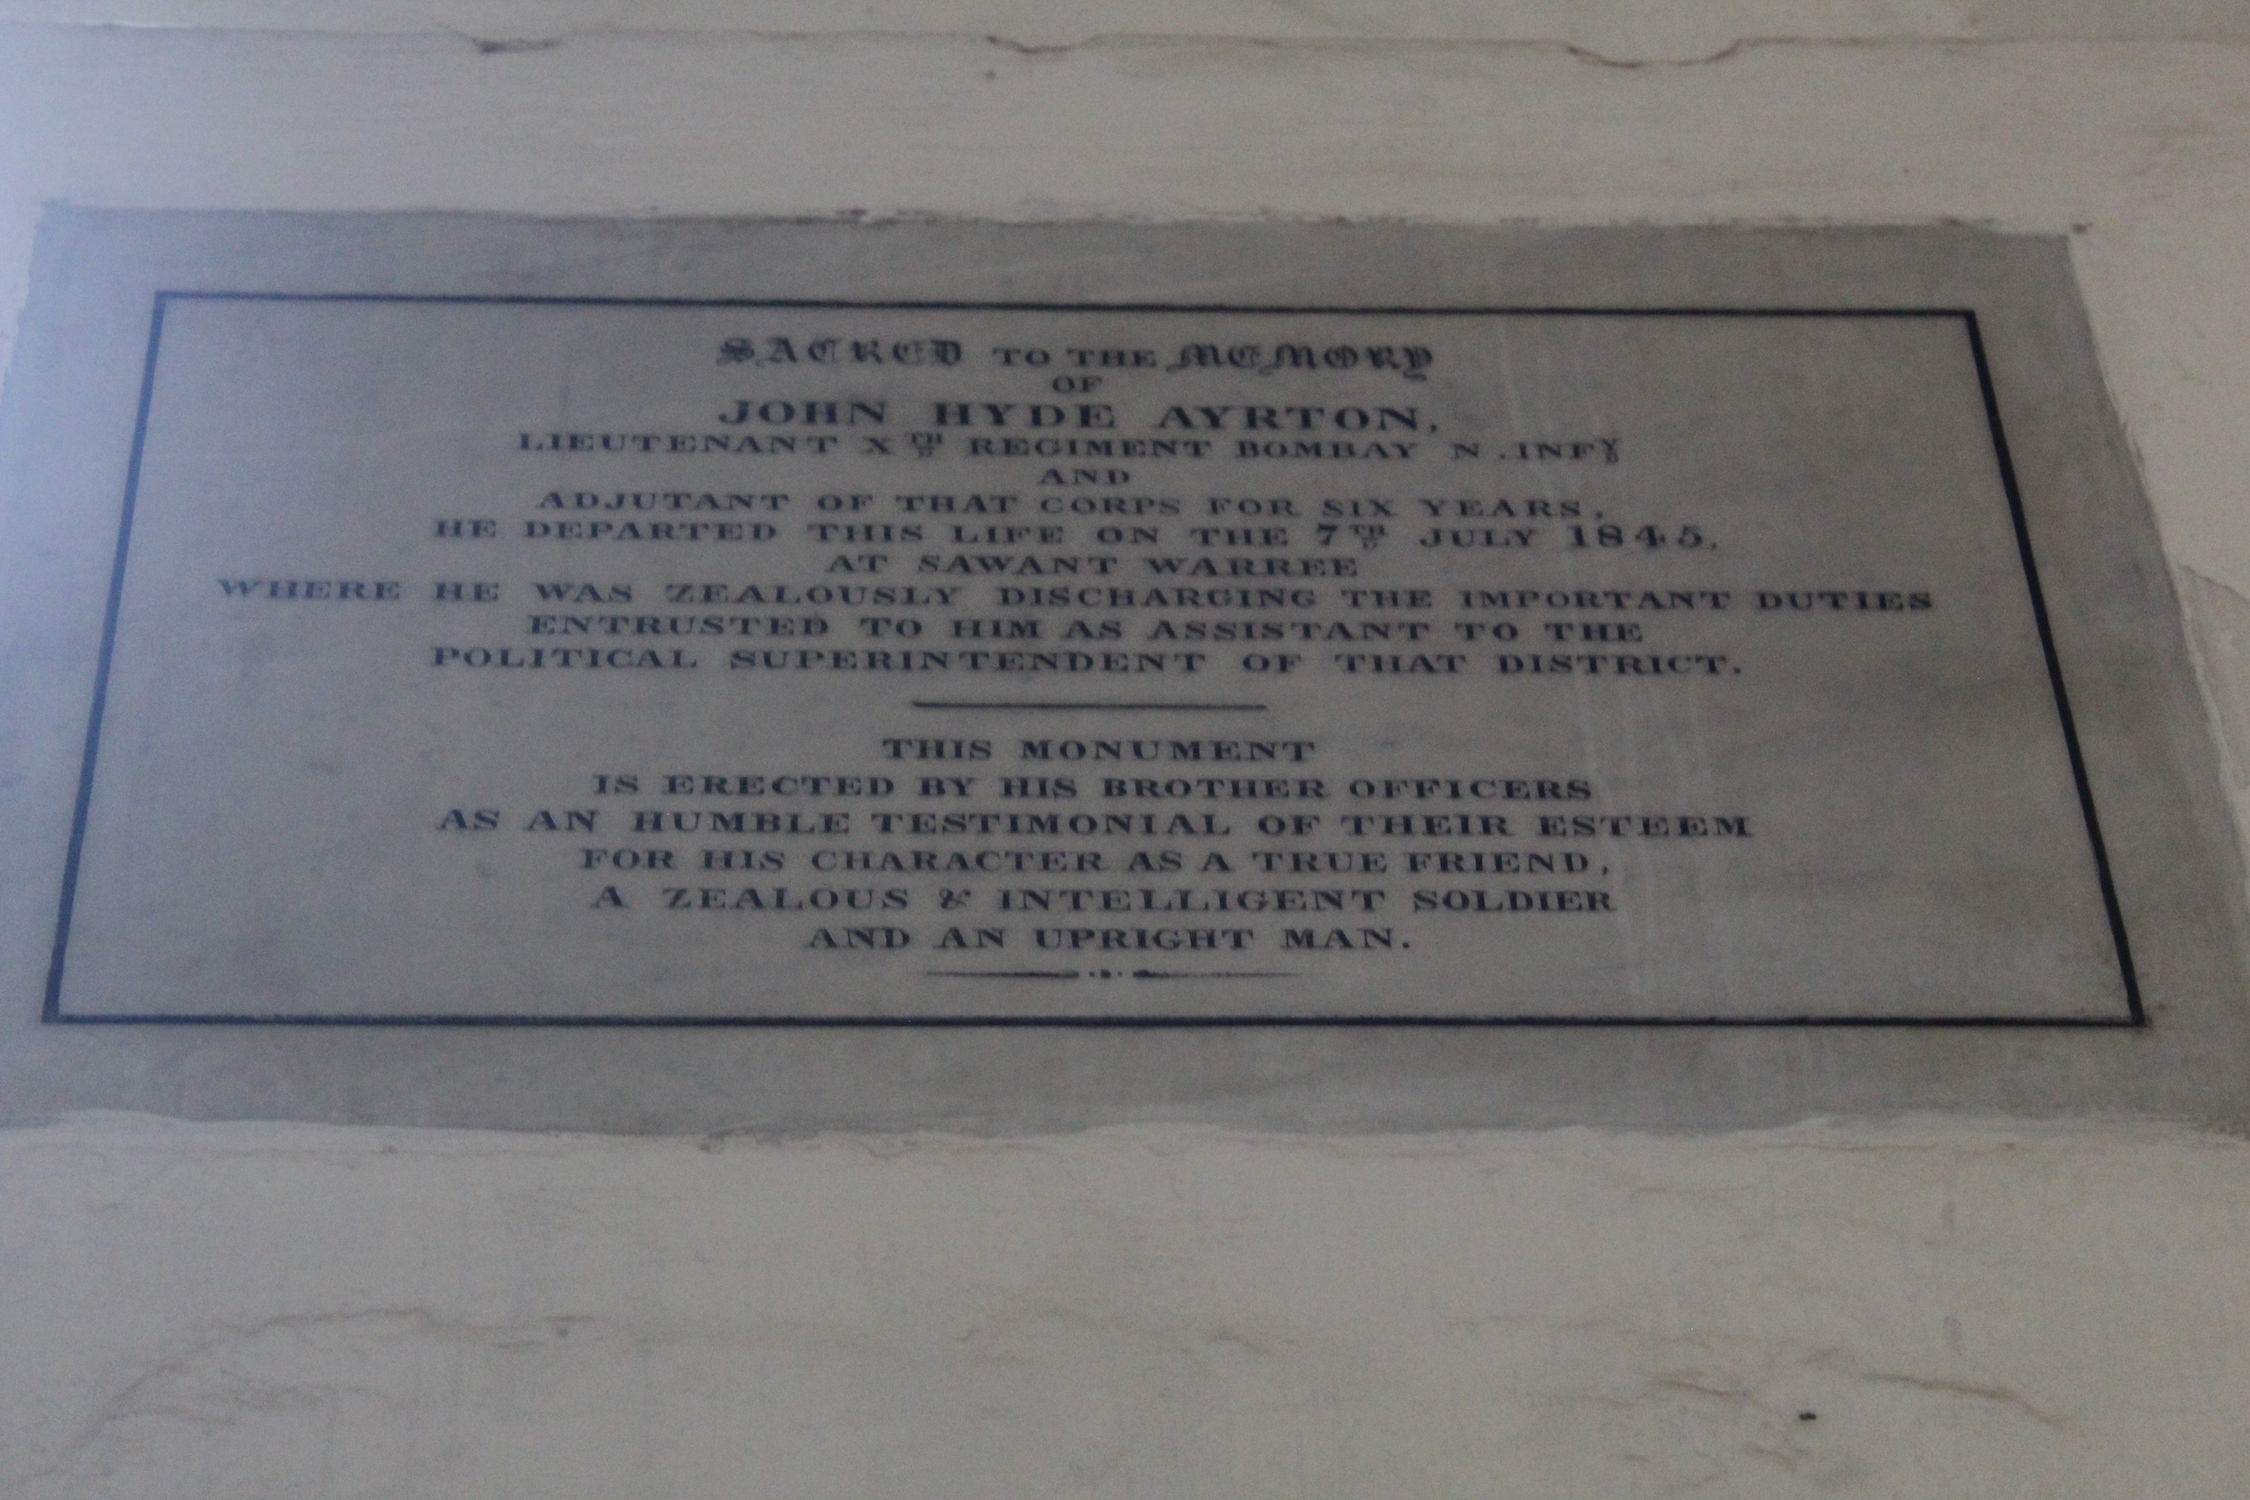 SACRED TO THE MEMORY
OF
JOHN HYDE AYRTON,
LIEUTENANT XTH REGIMENT BOMBAY N. INFY
AND
ADJUTANT OF THAT CORPS FOR SIX YEARS,
HE DEPARTED THIS LIFE ON THE 7TH JULY 1845,
AT SAWANT WARREE
WHERE HE WAS ZEALOUSLY DISCHARGING THE IMPORTANT DUTIES
ENTRUSTED TO HIM AS ASSISTANT TO THE
POLITICAL SUPERINTENDENT OF THAT DISTRICT.
THIS MONUMENT
IS ERECTED BY HIS BROTHER OFFICERS
AS AN HUMBLE TESTIMONIAL OF THEIR ESTEEM
FOR HIS CHARACTER AS A TRUE FRIEND,
A ZEALOUS & INTELLIGENT SOLDIER
AND AN UPRIGHT MAN.